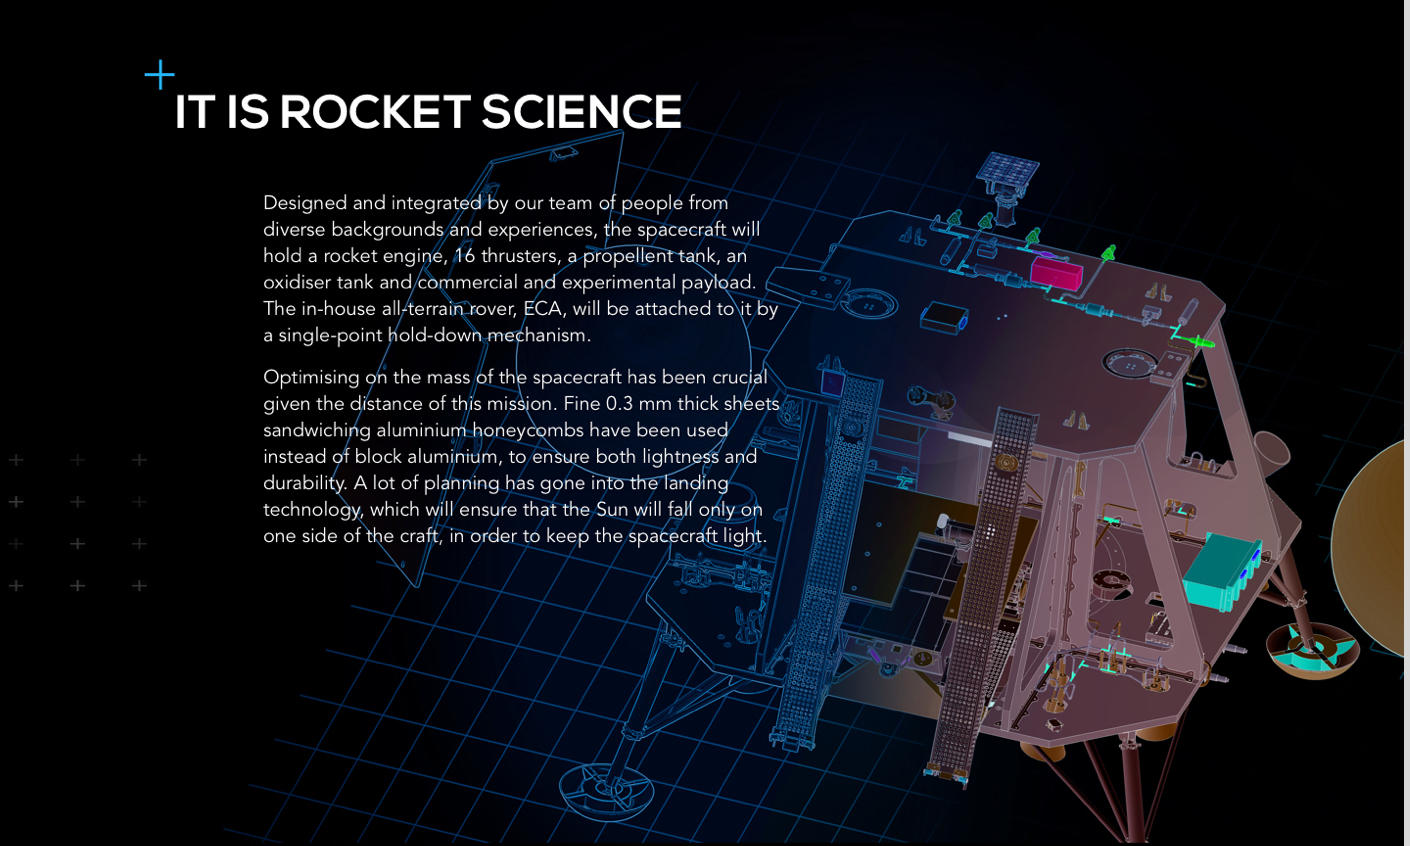 IT IS ROCKET SCIENCE
Designed and integrated by our team of people from
diverse backgrounds and experiences, the spacecraft will
hold a rocket engine, 16 thrusters, a propellent tank, an
oxidiser tank and commercial and experimental payload.
The in-house all-terrain rover, ECA, will be attached to it by
a single-point hold-down mechanism.
Optimising on the mass of the spacecraft has been crucial
given the distance of this mission. Fine 0.3 mm thick sheets
sandwiching aluminium honeycombs have been used
instead of block aluminium, to ensure both lightness and
durability. A lot of planning has gone into the landing
technology, which will ensure that the Sun will fall only on
one side of the craft, in order to keep the spacecraft light.